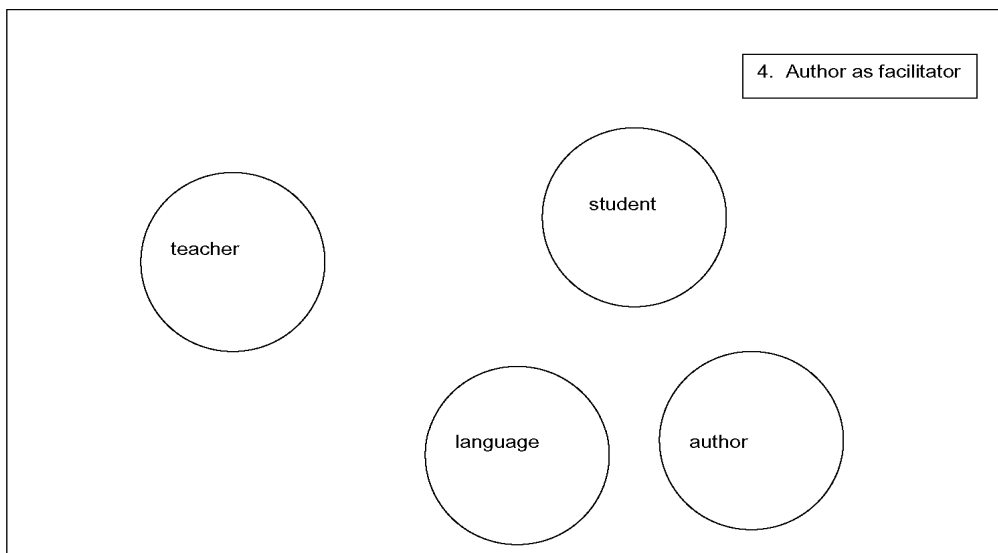 4. Author as facilitator
student
teacher
language
author